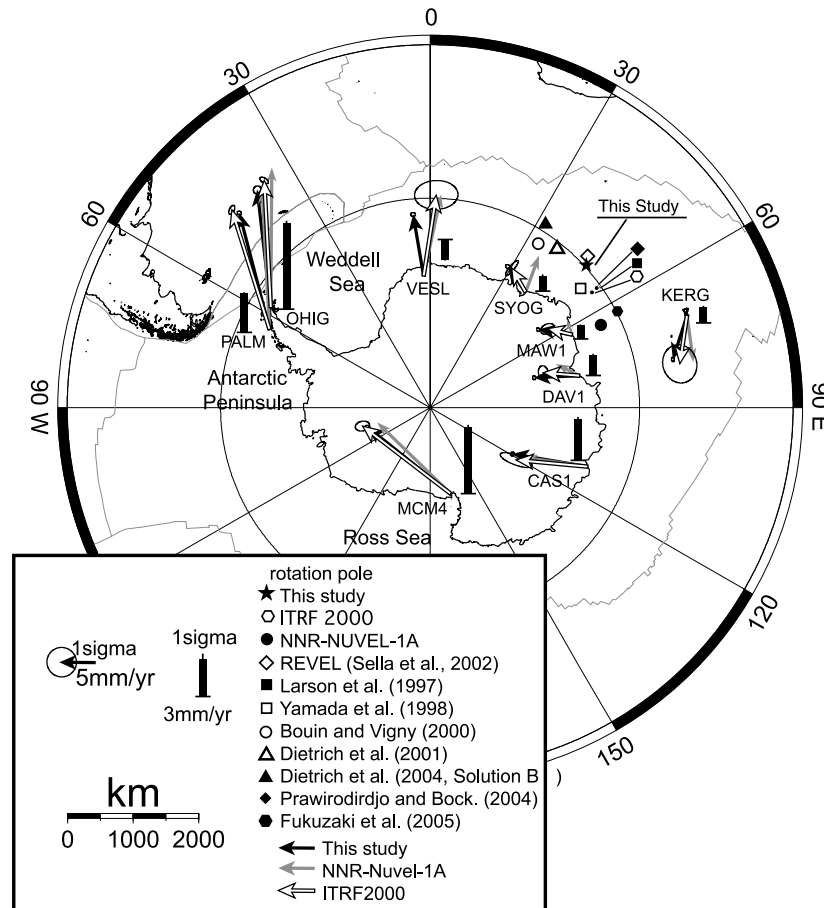 0
30
30
60
60
This Study
Weddell
Sea
VESL
SYOG
KERG
OHIG
PALM
MAW1
DAV1
Antarctic
Peninsula
90 W
90 E
CAS1
MCM4
Ross Sea
120
150
rotation pole
This study
ITRF 2000
NNR-NUVEL-1A
REVEL (Sella et al., 2002)
Larson et al. (1997)
Yamada et al. (1998)
Bouin and Vigny (2000)
Dietrich et al. (2001)
Dietrich et al. (2004, Solution B )
Prawirodirdjo and Bock. (2004)
Fukuzaki et al. (2005)
1sigma
5mm/yr
1sigma
3mm/yr
km
0 1000 2000
This study
NNR-Nuvel-1A
ITRF2000